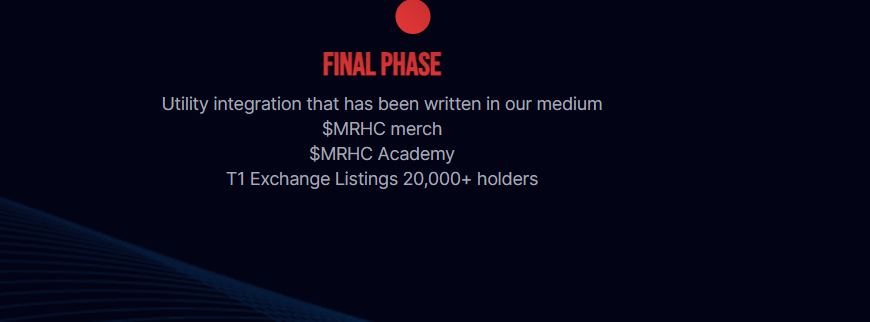 FINAL PHASE
Utility integration that has been written in our medium
$MRHC merch
$MRHC Academy
T1 Exchange Listings 20,000+ holders